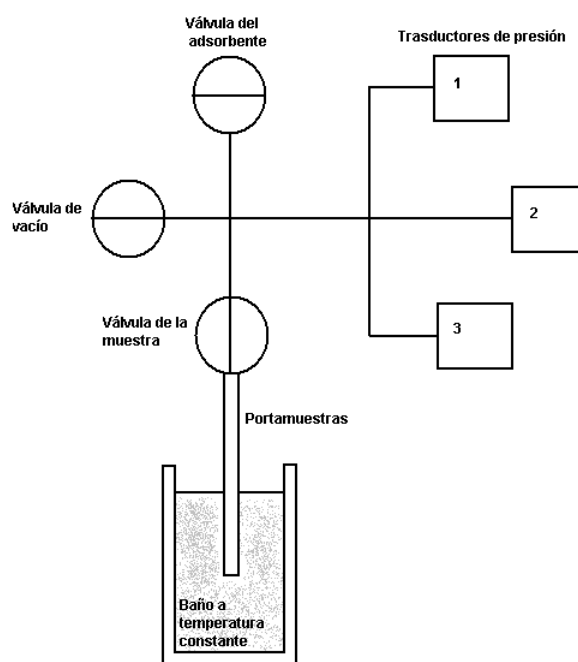 Válvula del
adsorbente
Trasductores de presión
1
Válvula de
vacío
2
Válvula de la
muestra
3
Portamuestras
Baño a
temperatura
constante